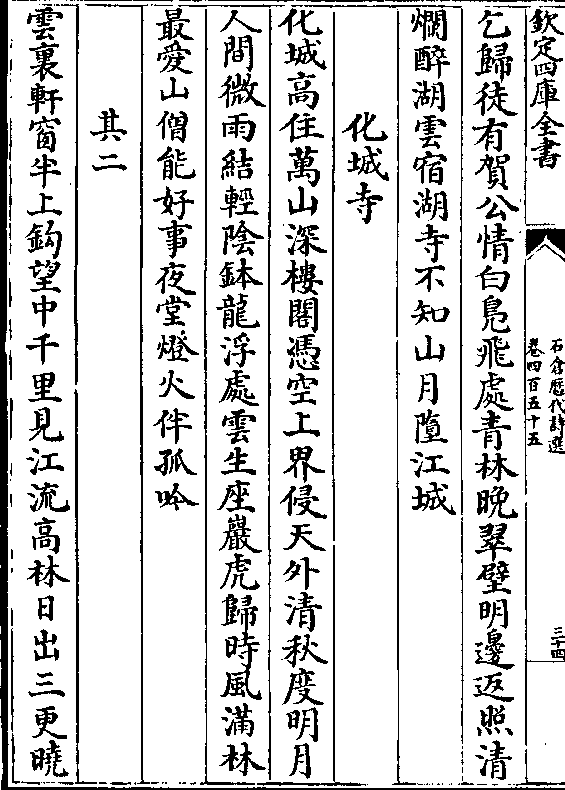 欽定四庫全書
石倉歴代詩選
卷四百五十五
三十四
乞歸徒有賀公情白鳬飛處青林晚翠壁明邊返照清
爛醉湖雲宿湖寺不知山月墮江城
化城寺
化城高住萬山深樓閣憑空上界侵天外清秋度明月
人間微雨結輕陰鉢龍浮處雲生座巖虎歸時風滿林
最愛山僧能好事夜堂燈火伴孤吟
其二
雲裏軒窗半上鈎望中千里見江流高林日出三更曉